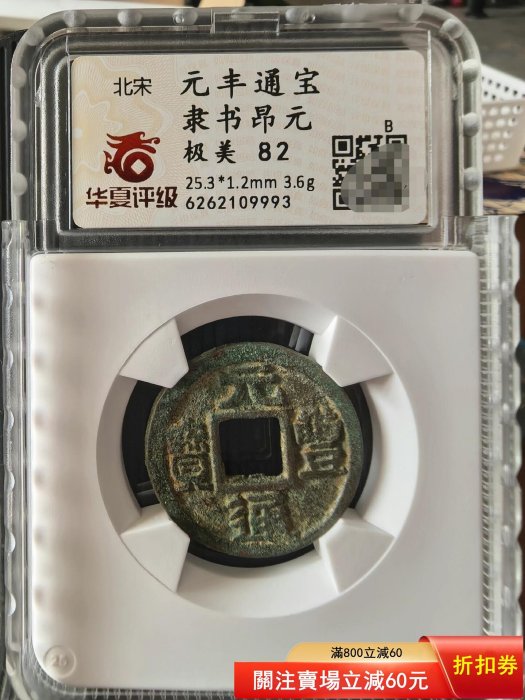 北宋
元丰通宝
隶书昂元
极美 82
25.3*1.2mm 3.6g
6262109993
华夏评级
B
元
豐
通
寳
滿800立減60
關注賣場立減60元
折扣券